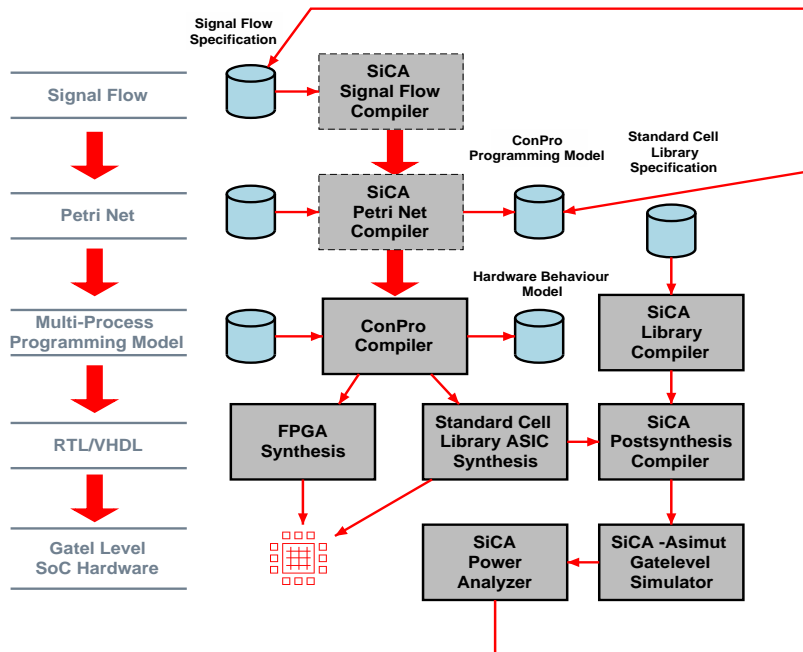 Signal Flow
Specification
SiCA
Signal Flow
Compiler
Signal Flow
ConPro
Programming Model
Standard Cell
Library
Specification
SiCA
Petri Net
Compiler
Petri Net
Hardware Behaviour
Model
Multi-Process
Programming Model
ConPro
Compiler
SiCA
Library
Compiler
RTL/VHDL
FPGA
Synthesis
Standard Cell
Library ASIC
Synthesis
SiCA
Postsynthesis
Compiler
Gatel Level
SoC Hardware
SiCA
Power
Analyzer
SiCA -Asimut
Gatelevel
Simulator